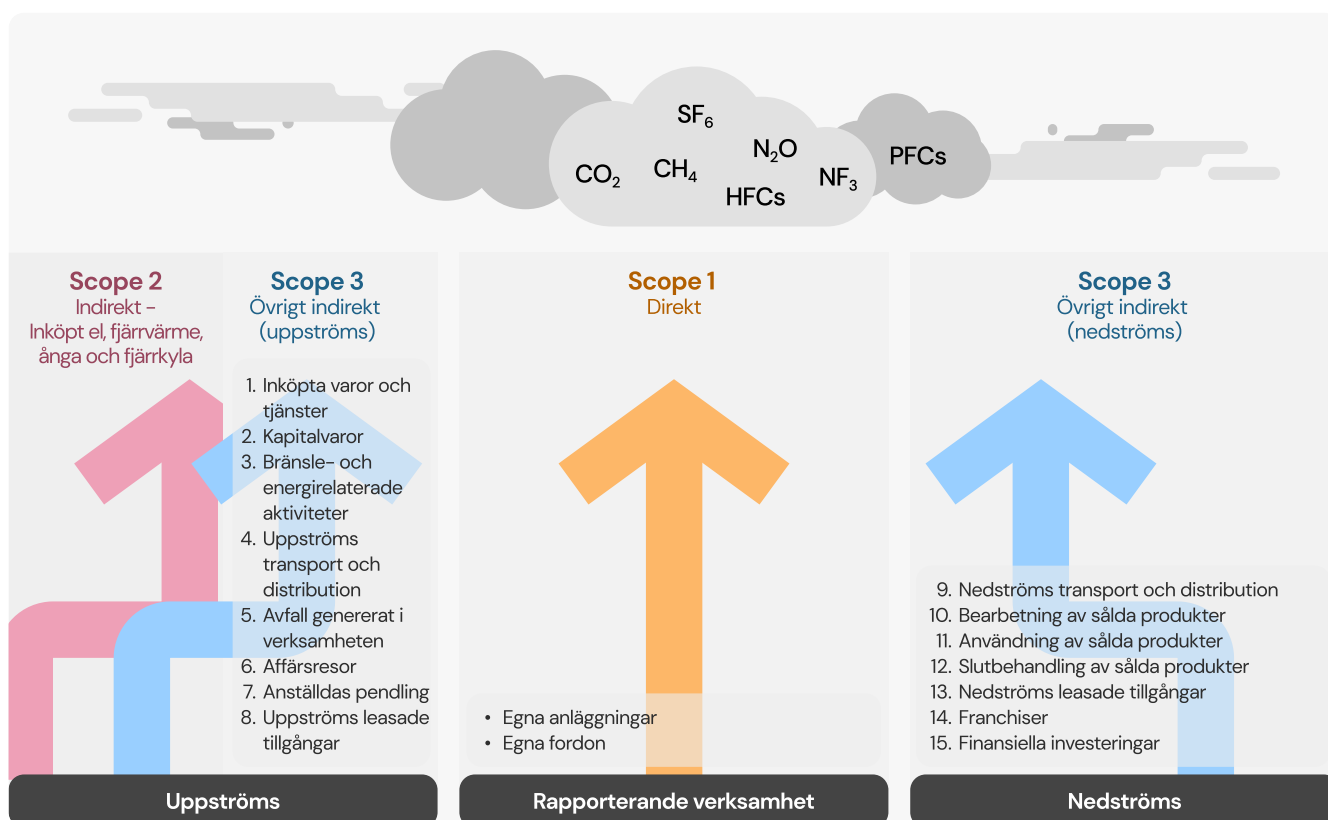 SF₆
N₂O
PFCs
CO₂
CH₄
NF₃
HFCs
Scope 2
Indirekt –
Inköpt el, fjärrvärme,
ånga och fjärrkyla
Scope 3
Övrigt indirekt
(uppströms)
1. Inköpta varor och
tjänster
2. Kapitalvaror
3. Bränsle- och
energirelaterade
aktiviteter
4. Uppströms
transport och
distribution
5. Avfall genererat i
verksamheten
6. Affärsresor
7. Anställdas pendling
8. Uppströms leasade
tillgångar
Uppströms
Scope 1
Direkt
• Egna anläggningar
• Egna fordon
Rapporterande verksamhet
Scope 3
Övrigt indirekt
(nedströms)
9. Nedströms transport och distribution
10. Bearbetning av sålda produkter
11. Användning av sålda produkter
12. Slutbehandling av sålda produkter
13. Nedströms leasade tillgångar
14. Franchiser
15. Finansiella investeringar
Nedströms